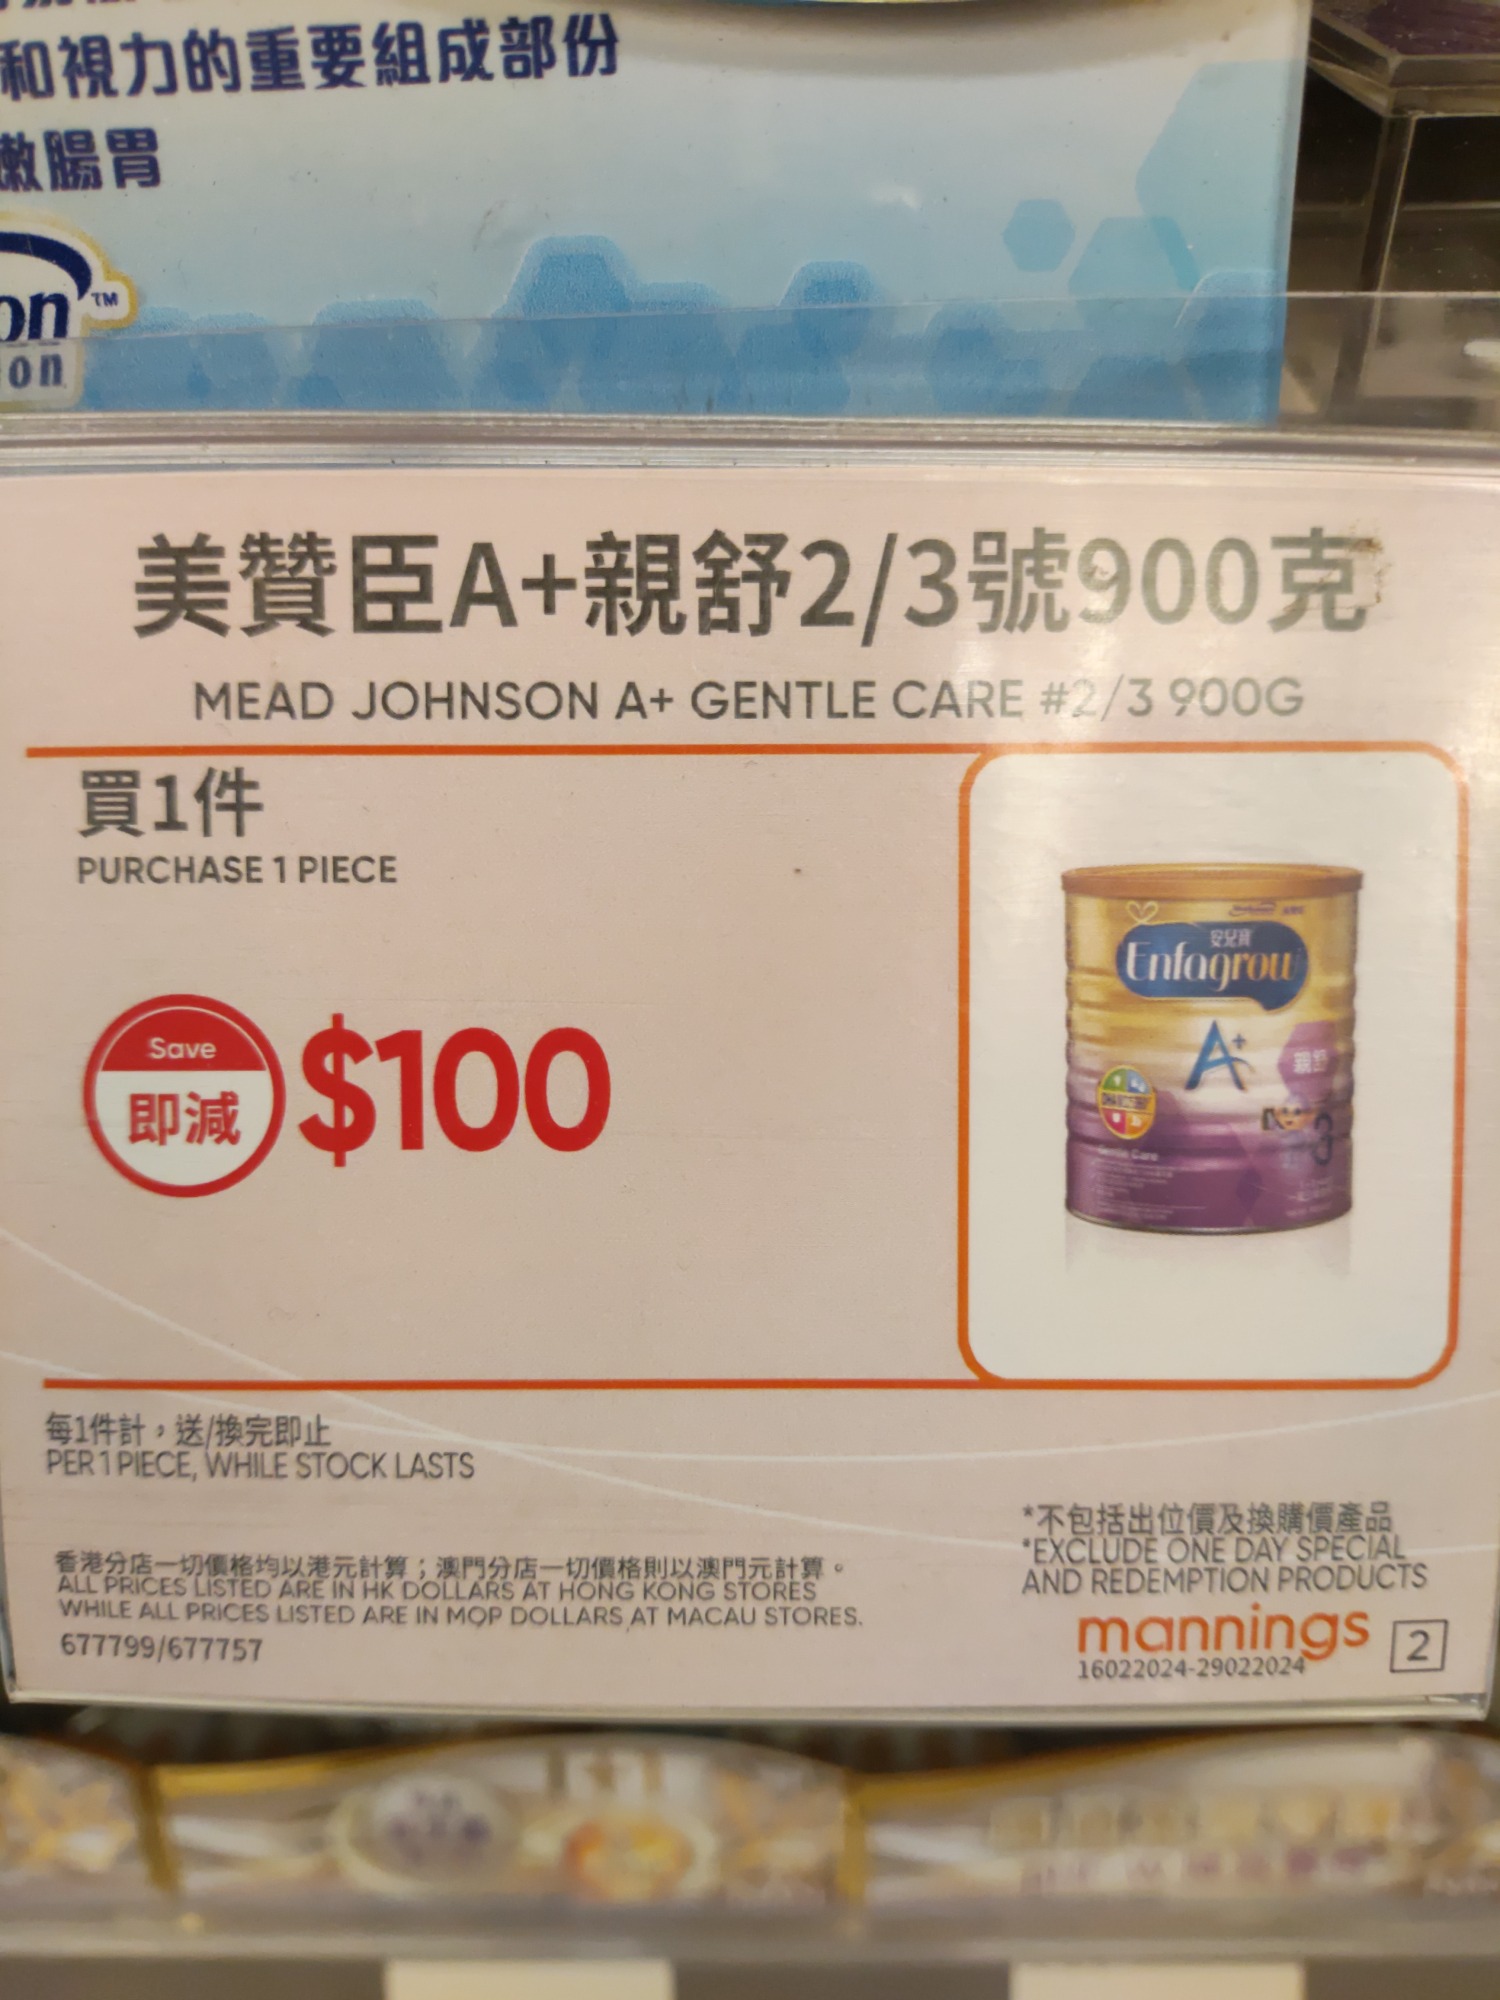 和視力的重要組成部份
嫩腸胃
on™
on
美贊臣A+親舒2/3號900克
MEAD JOHNSON A+ GENTLE CARE #2/3 900G
買1件
PURCHASE 1 PIECE
Save
即減
$100
安兒寶
Enfagrow
A+
親舒
3
Gentle Care
每1件計，送/換完即止
PER 1 PIECE, WHILE STOCK LASTS
*不包括出位價及換購價產品
*EXCLUDE ONE DAY SPECIAL
AND REDEMPTION PRODUCTS
香港分店一切價格均以港元計算；澳門分店一切價格則以澳門元計算。
ALL PRICES LISTED ARE IN HK DOLLARS AT HONG KONG STORES
WHILE ALL PRICES LISTED ARE IN MOP DOLLARS AT MACAU STORES.
677799/677757
mannings
16022024-29022024
2